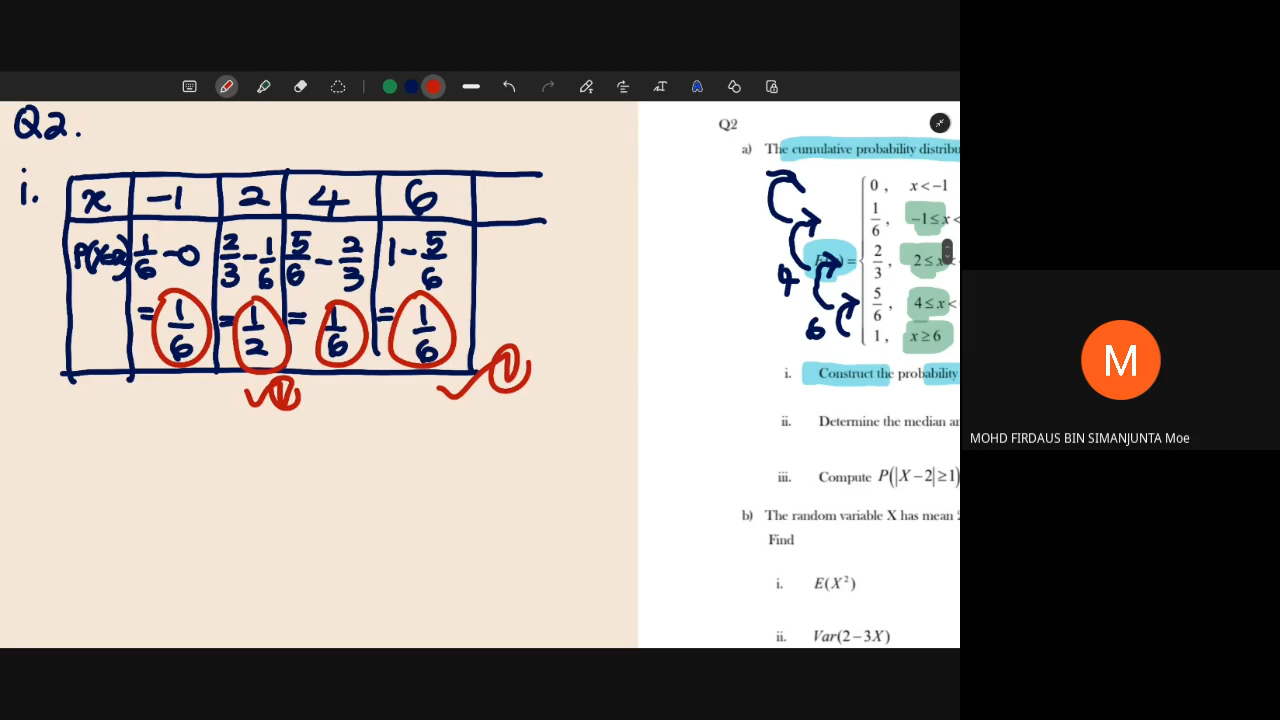 Q2.
i.
x -1 2 4 6
P(X=x) 1/6 - 0 2/3 - 1/6 5/6 - 2/3 1 - 5/6
= 1/6 = 1/2 = 1/6 = 1/6
✓① ✓①
Q2
a) The cumulative probability distribu
0 , x < −1
1/6 , −1 ≤ x <
= 2/3 , 2 ≤ x <
5/6 , 4 ≤ x <
1 , x ≥ 6
4
6
i. Construct the probability
ii. Determine the median an
iii. Compute P(|X − 2| ≥ 1)
b) The random variable X has mean
Find
i. E(X²)
ii. Var(2 − 3X)
M
MOHD FIRDAUS BIN SIMANJUNTA Moe